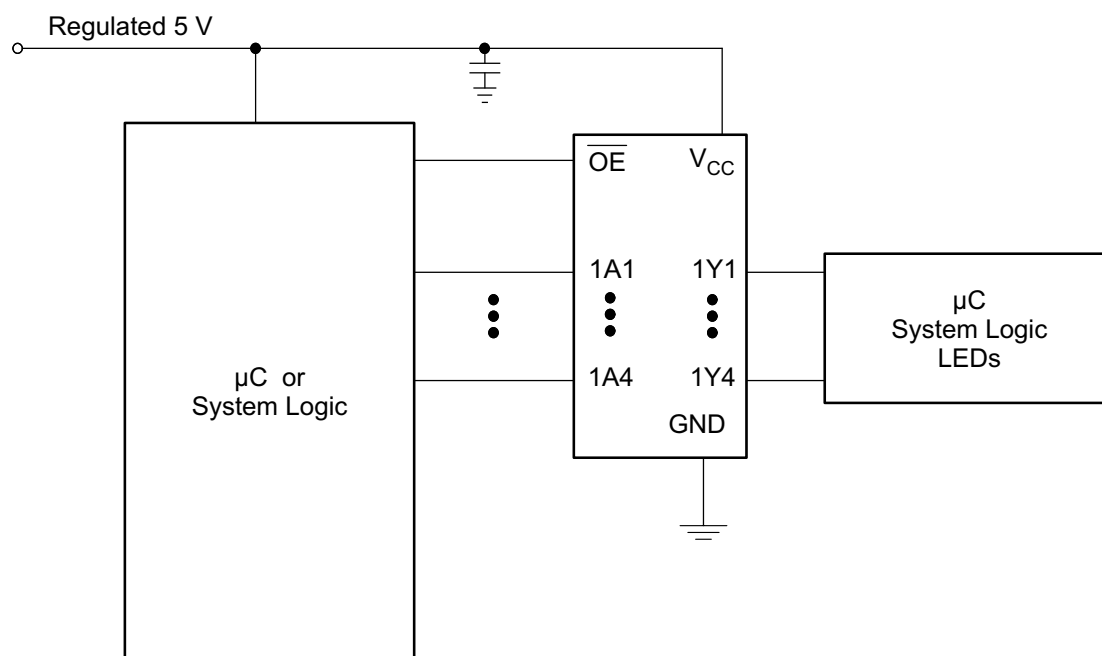 Regulated 5 V
OE VCC
1A1 1Y1
1A4 1Y4
GND
µC or
System Logic
µC
System Logic
LEDs